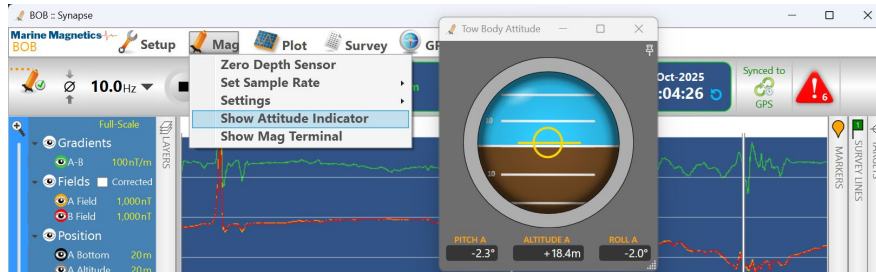 BOB :: Synapse
Marine Magnetics
BOB
Setup
Mag
Plot
Survey
GP
Zero Depth Sensor
Set Sample Rate
Settings
Show Attitude Indicator
Show Mag Terminal
10.0Hz
Tow Body Attitude
10
10
PITCH A
ALTITUDE A
ROLL A
-2.3°
+18.4m
-2.0°
Oct-2025
:04:26
Synced to
GPS
6
Full-Scale
Gradients
A-B 100nT/m
Fields Corrected
A Field 1,000nT
B Field 1,000nT
Position
A Bottom 20m
A Altitude 20m
LAYERS
MARKERS
1
SURVEY LINES